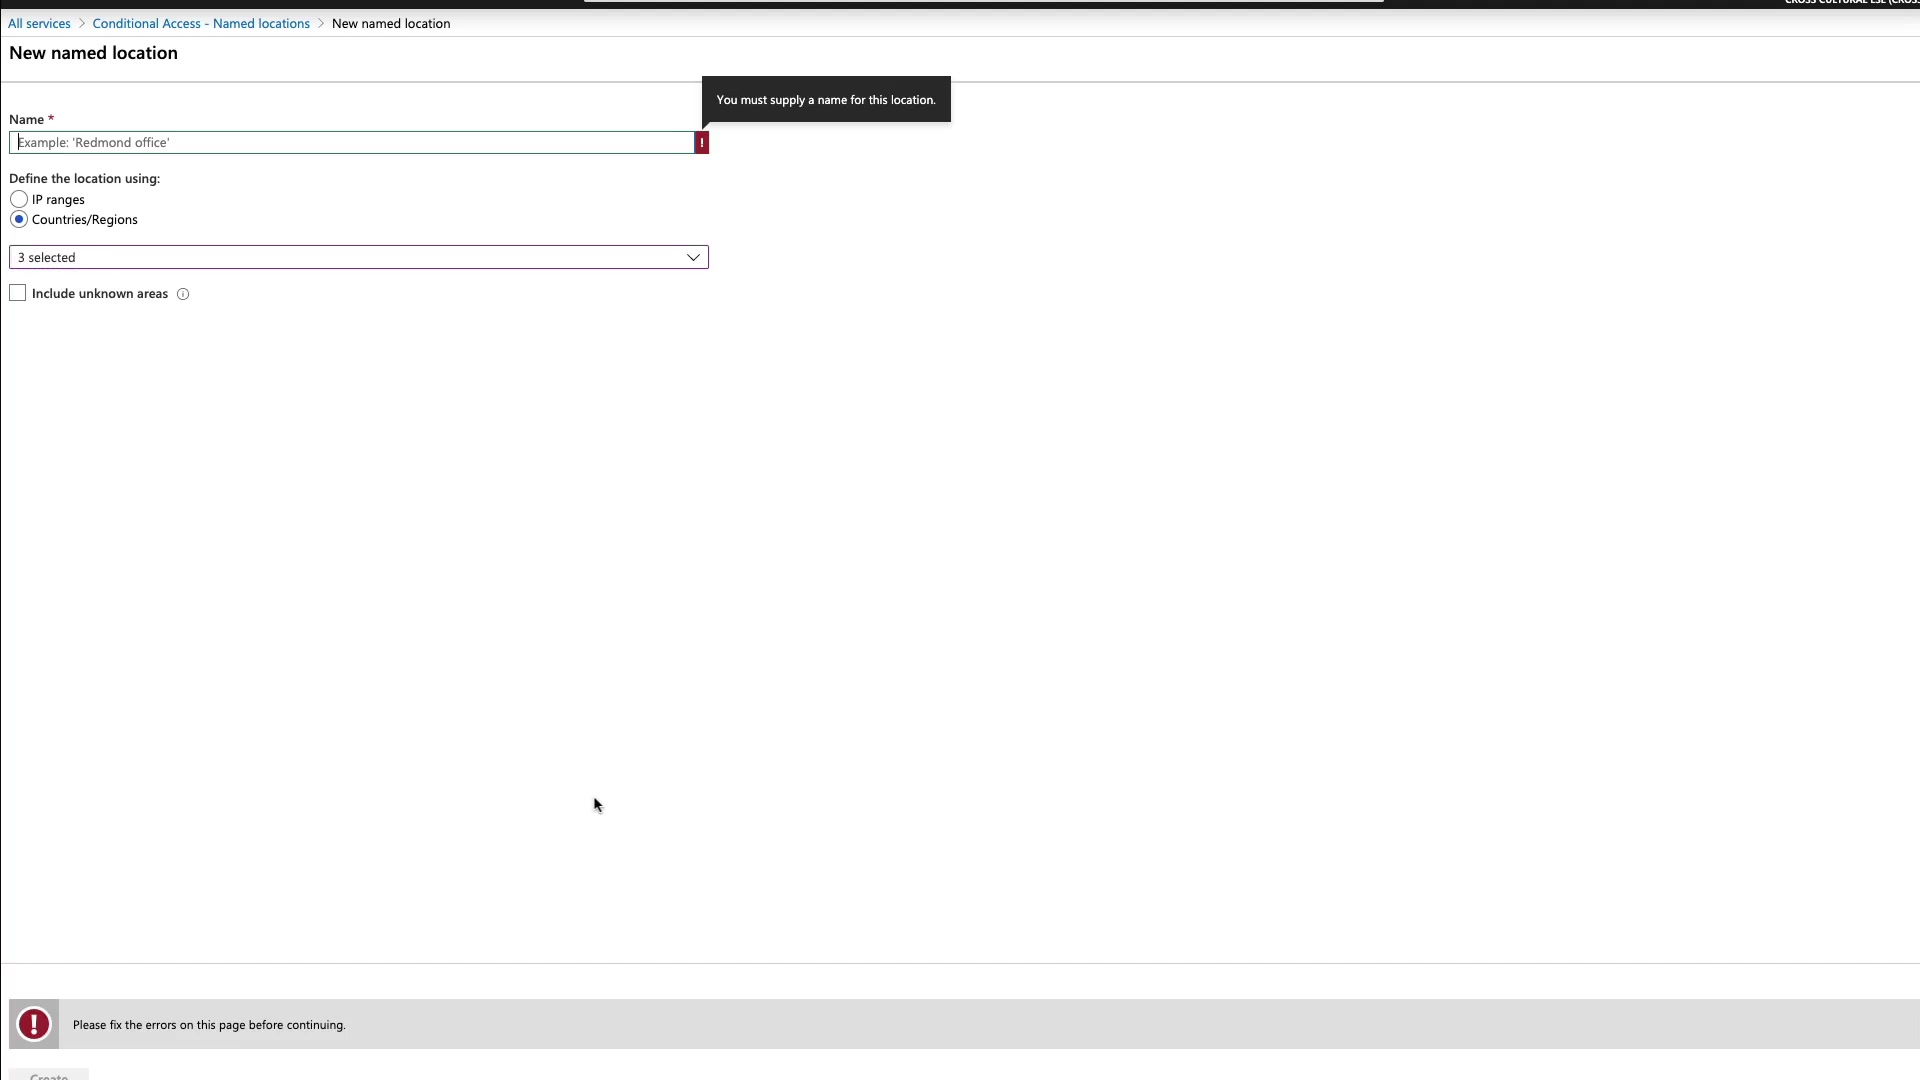 CROSS CULTURAL
All services > Conditional Access - Named locations > New named location
New named location
You must supply a name for this location.
Name *
Example: 'Redmond office'
!
Define the location using:
IP ranges
Countries/Regions
3 selected
Include unknown areas
Please fix the errors on this page before continuing.
Create